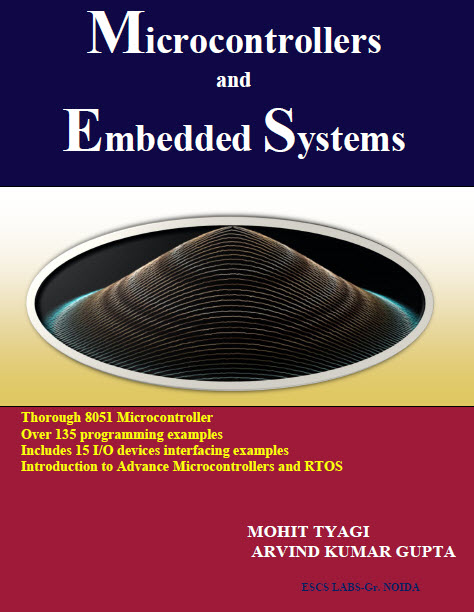 Microcontrollers
and
Embedded Systems
Thorough 8051 Microcontroller
Over 135 programming examples
Includes 15 I/O devices interfacing examples
Introduction to Advance Microcontrollers and RTOS
MOHIT TYAGI
ARVIND KUMAR GUPTA
ESCS LABS-Gr. NOIDA